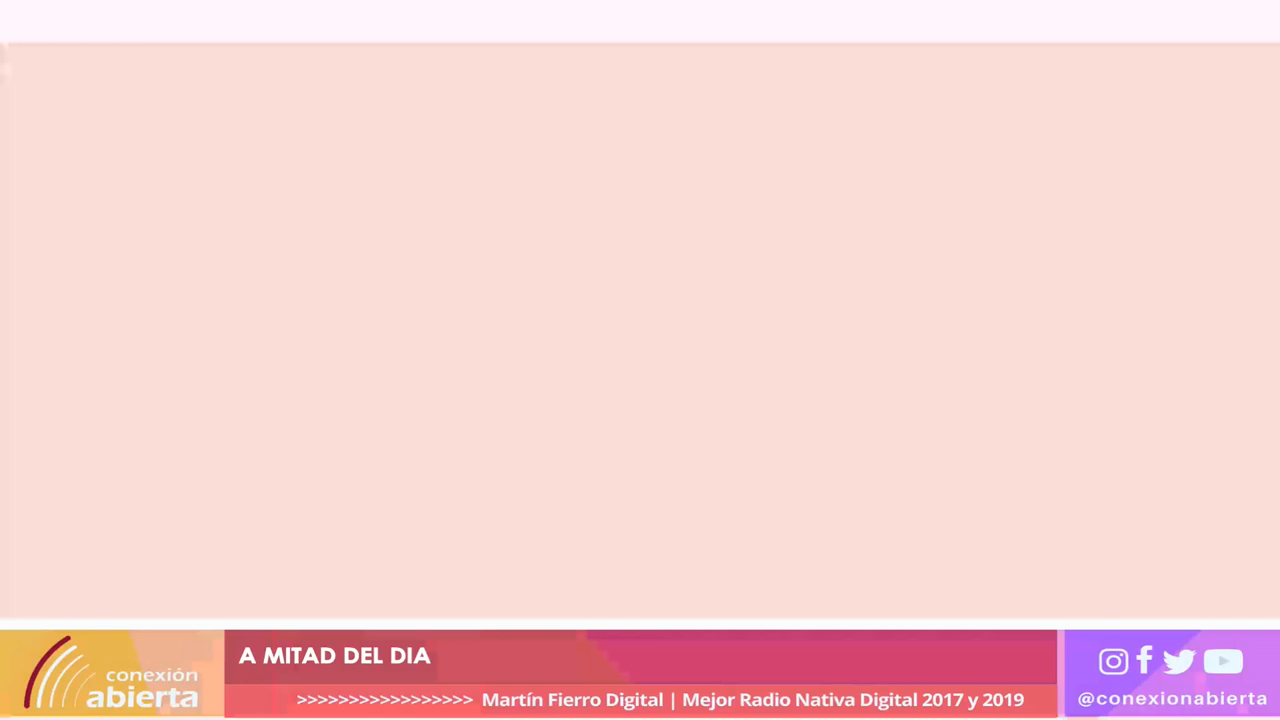 A MITAD DEL DIA
conexión
abierta
>>>>>>>>>>>>>>>>> Martín Fierro Digital | Mejor Radio Nativa Digital 2017 y 2019
@conexionabierta